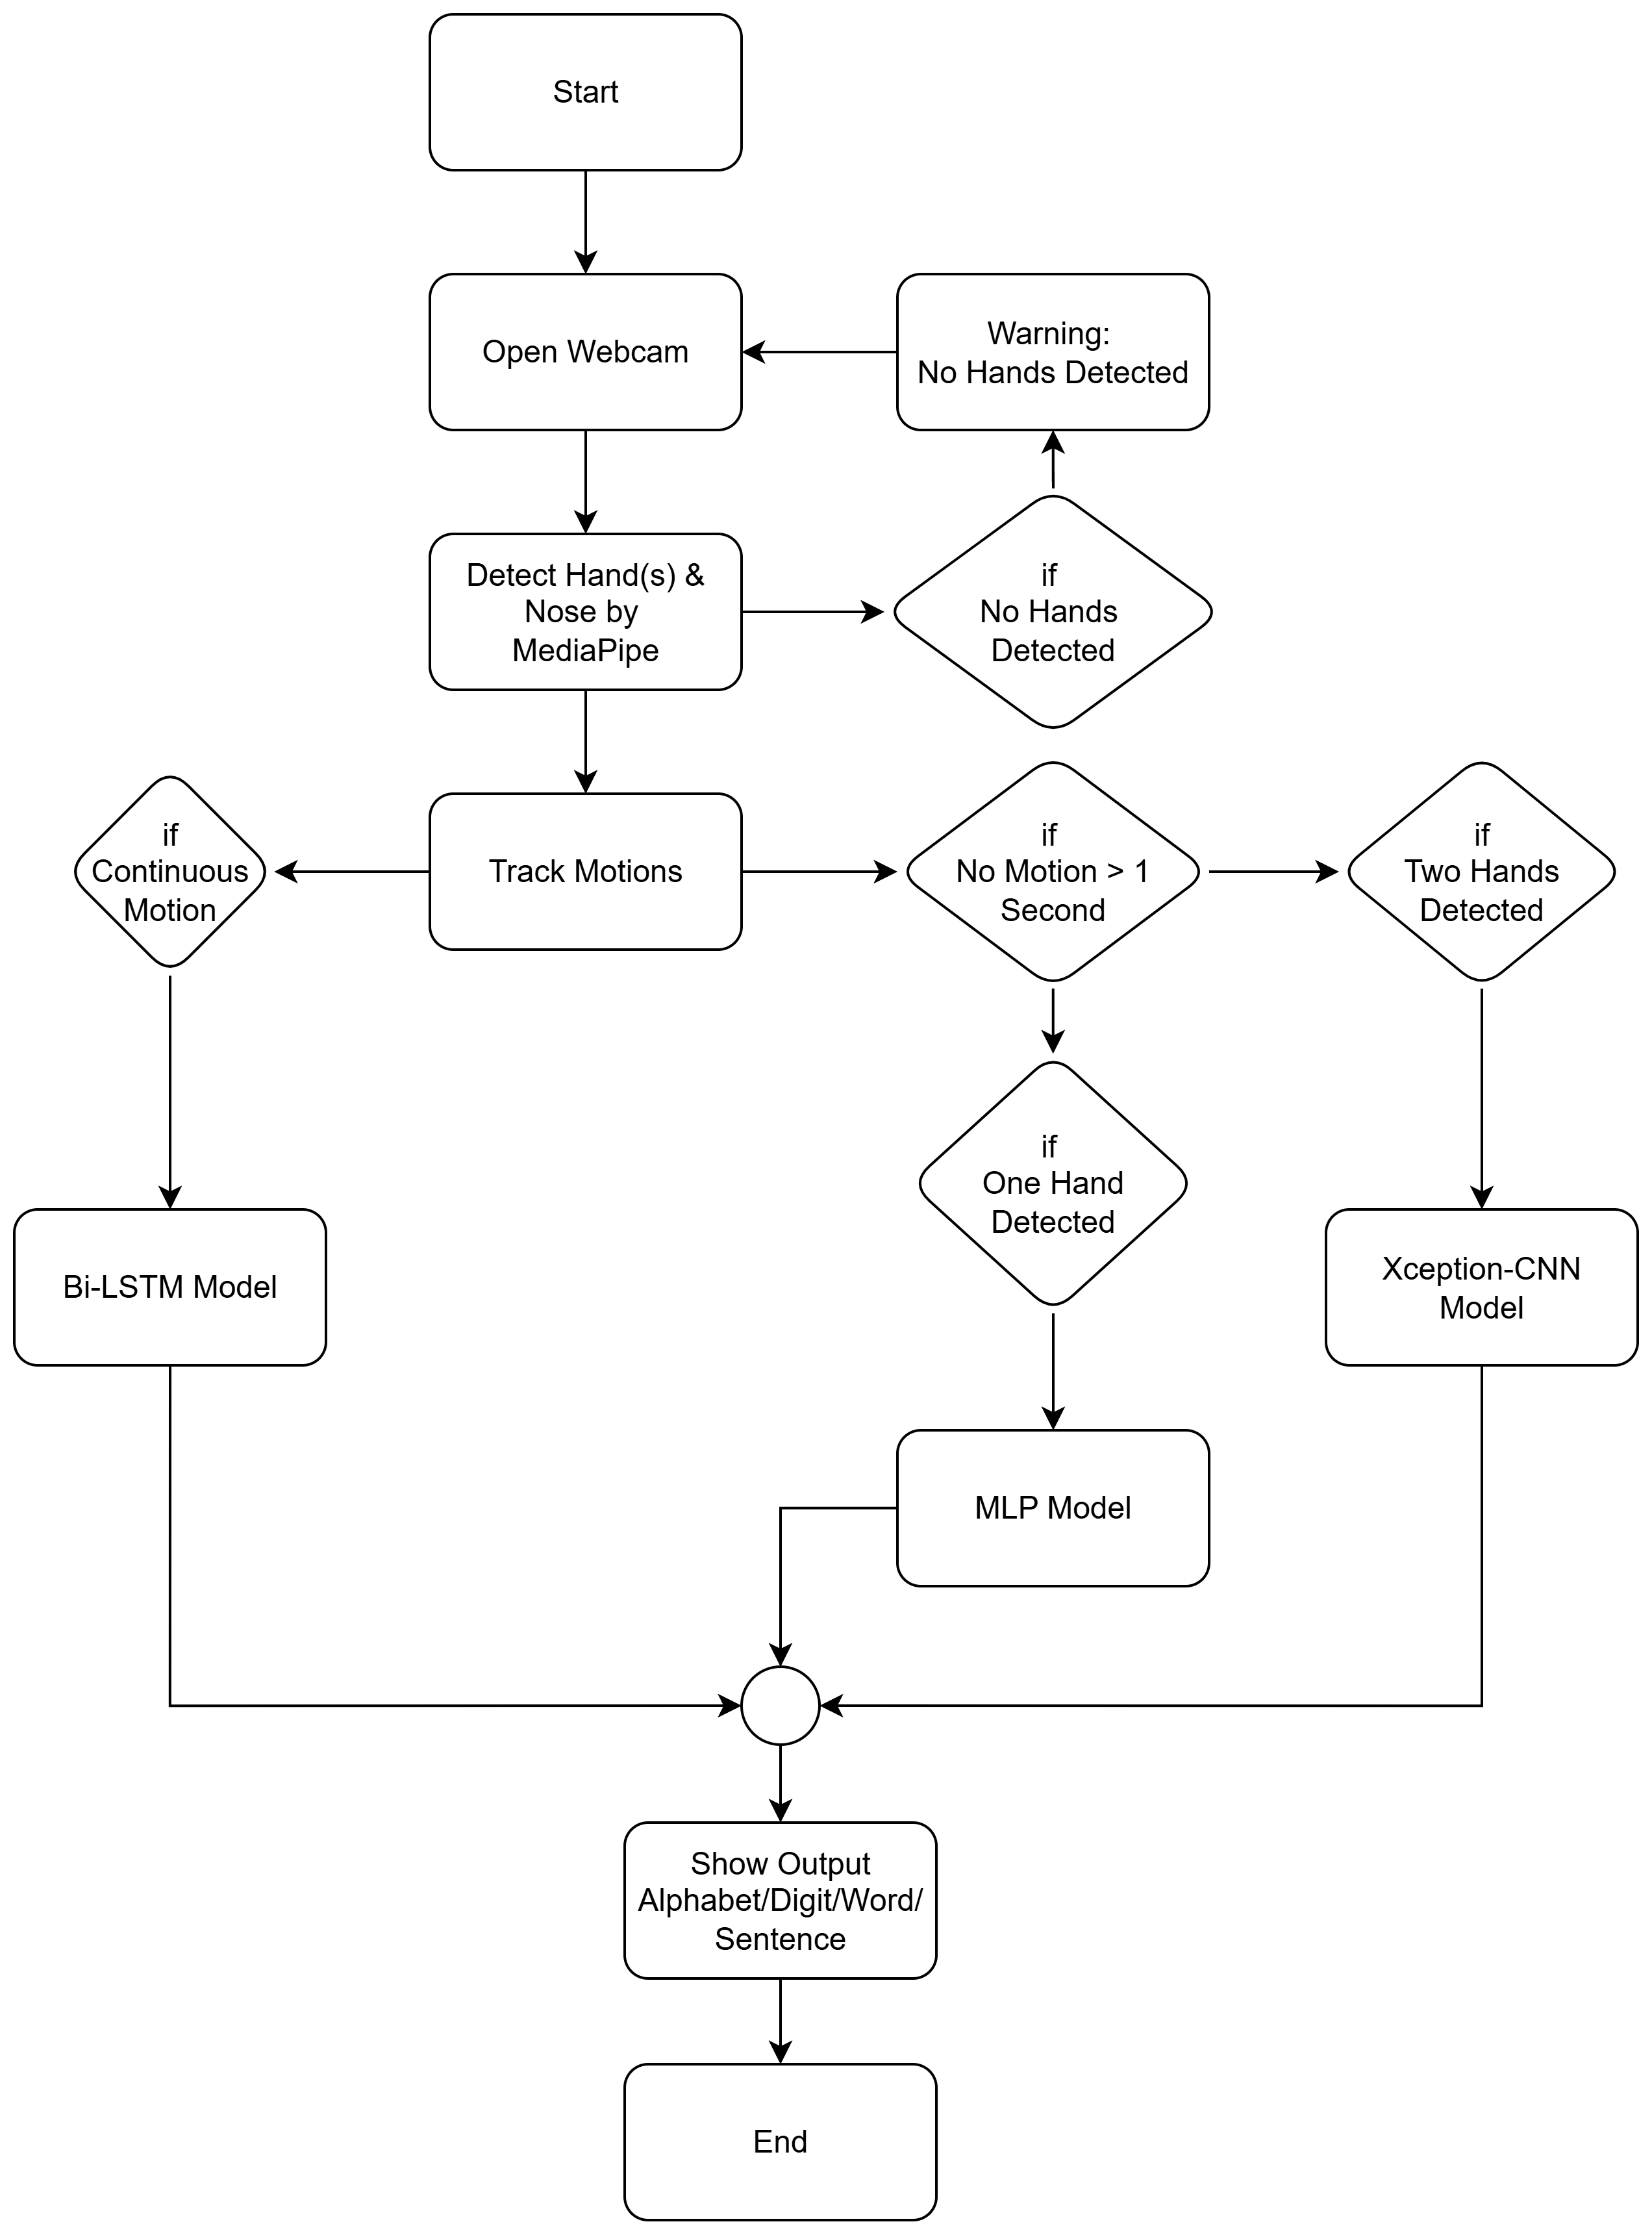 Start
Open Webcam
Warning:
No Hands Detected
Detect Hand(s) &
Nose by
MediaPipe
if
No Hands
Detected
if
Continuous
Motion
Track Motions
if
No Motion > 1
Second
if
Two Hands
Detected
if
One Hand
Detected
Bi-LSTM Model
Xception-CNN
Model
MLP Model
Show Output
Alphabet/Digit/Word/
Sentence
End